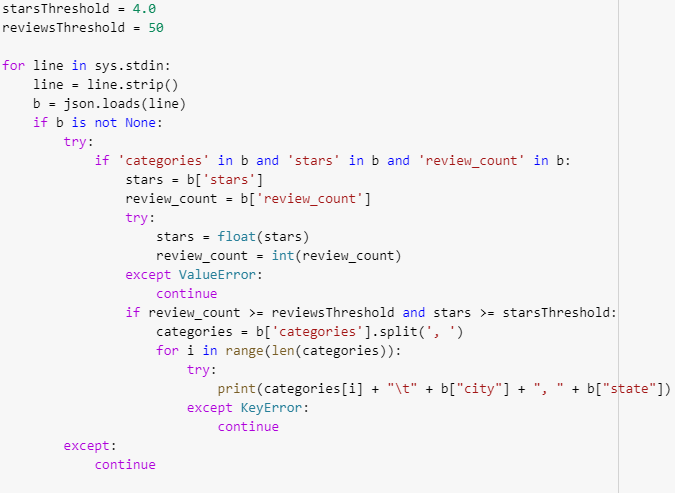 starsThreshold = 4.0
reviewsThreshold = 50

for line in sys.stdin:
    line = line.strip()
    b = json.loads(line)
    if b is not None:
        try:
            if 'categories' in b and 'stars' in b and 'review_count' in b:
                stars = b['stars']
                review_count = b['review_count']
                try:
                    stars = float(stars)
                    review_count = int(review_count)
                except ValueError:
                    continue
                if review_count >= reviewsThreshold and stars >= starsThreshold:
                    categories = b['categories'].split(', ')
                    for i in range(len(categories)):
                        try:
                            print(categories[i] + "\t" + b["city"] + ", " + b["state"])
                        except KeyError:
                            continue
        except:
            continue